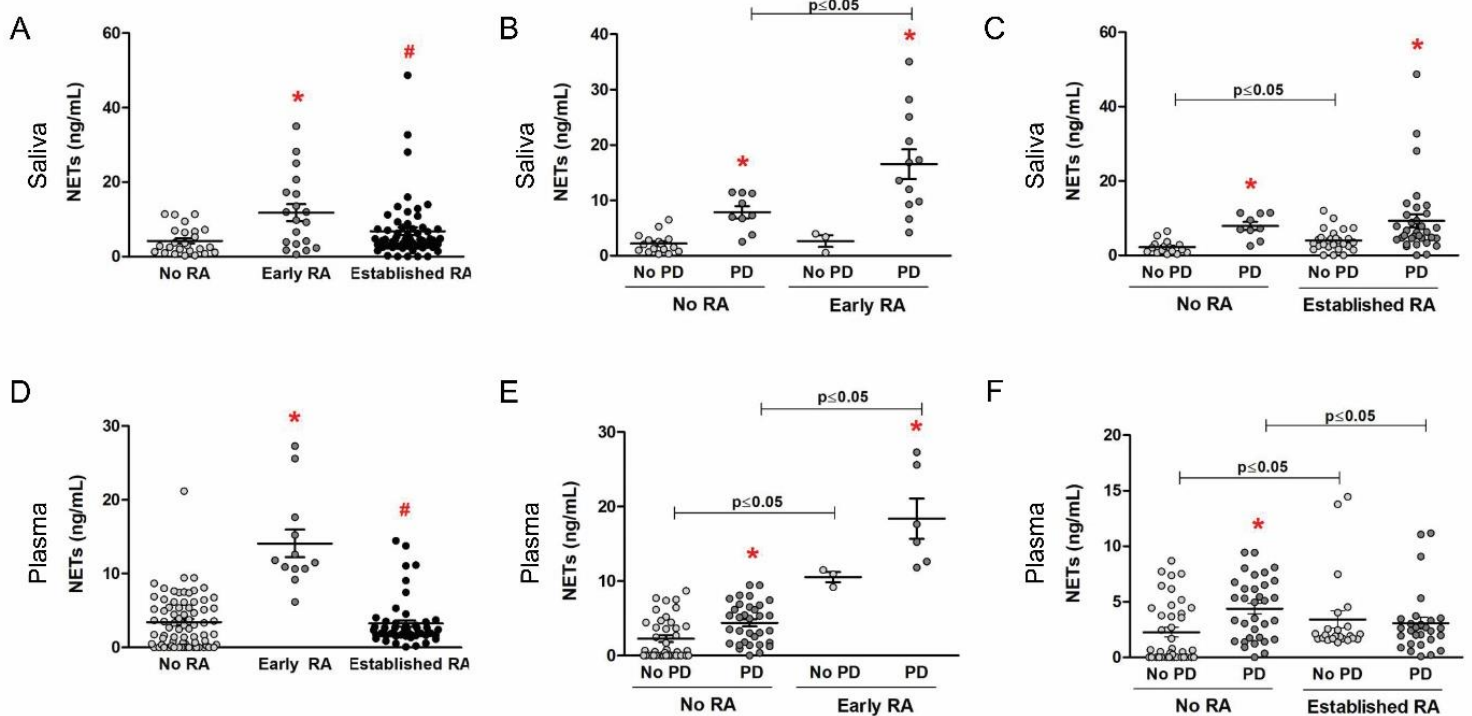 A
Saliva
NETs (ng/mL)
60
40
20
0
*
#
No RA Early RA Established RA
B
Saliva
NETs (ng/mL)
40
30
20
10
0
p≤0.05
*
*
No PD PD No PD PD
No RA Early RA
C
Saliva
NETs (ng/mL)
60
40
20
0
p≤0.05
*
*
No PD PD No PD PD
No RA Established RA
D
Plasma
NETs (ng/mL)
30
20
10
0
*
#
No RA Early RA Established RA
E
Plasma
NETs (ng/mL)
30
20
10
0
p≤0.05
p≤0.05
*
*
No PD PD No PD PD
No RA Early RA
F
Plasma
NETs (ng/mL)
20
15
10
5
0
p≤0.05
p≤0.05
*
No PD PD No PD PD
No RA Established RA